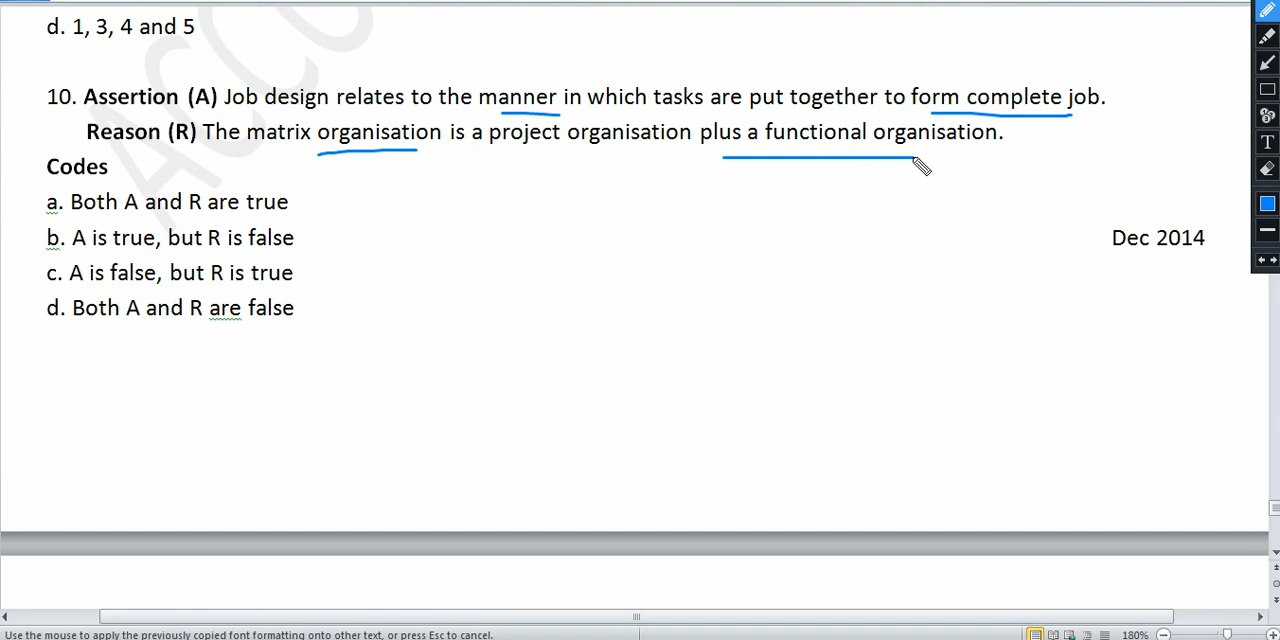 d. 1, 3, 4 and 5
ACCO
10. Assertion (A) Job design relates to the manner in which tasks are put together to form complete job.
Reason (R) The matrix organisation is a project organisation plus a functional organisation.
Codes
a. Both A and R are true
b. A is true, but R is false
Dec 2014
c. A is false, but R is true
d. Both A and R are false
T
Use the mouse to apply the previously copied font formatting onto other text, or press Esc to cancel.
180%